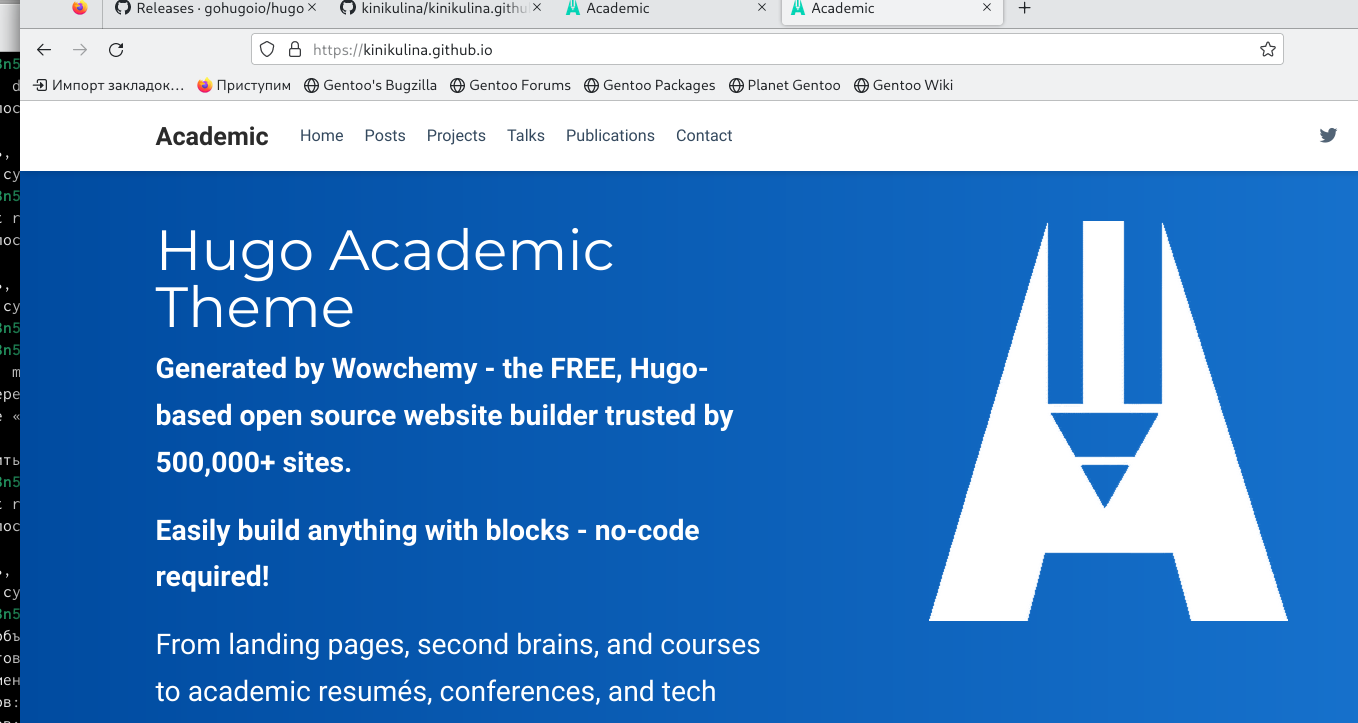 Releases · gohugoio/hugo
kinikulina/kinikulina.githu
Academic
Academic
https://kinikulina.github.io
Импорт закладок…
Приступим
Gentoo's Bugzilla
Gentoo Forums
Gentoo Packages
Planet Gentoo
Gentoo Wiki
Academic
Home
Posts
Projects
Talks
Publications
Contact
Hugo Academic
Theme
Generated by Wowchemy - the FREE, Hugo-
based open source website builder trusted by
500,000+ sites.
Easily build anything with blocks - no-code
required!
From landing pages, second brains, and courses
to academic resumés, conferences, and tech